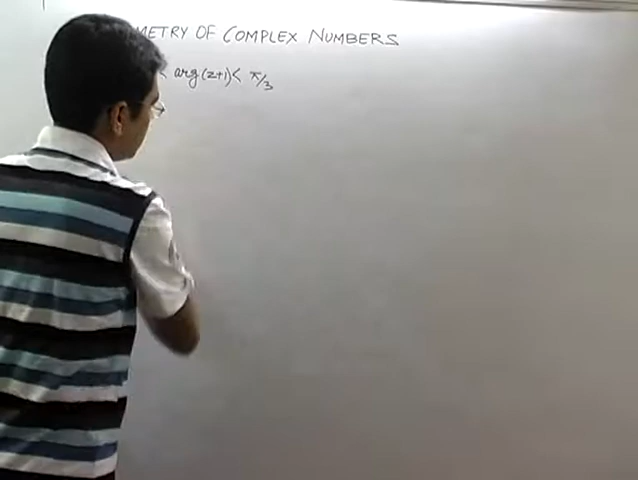 METRY OF COMPLEX NUMBERS
< arg(z+1) < π/3